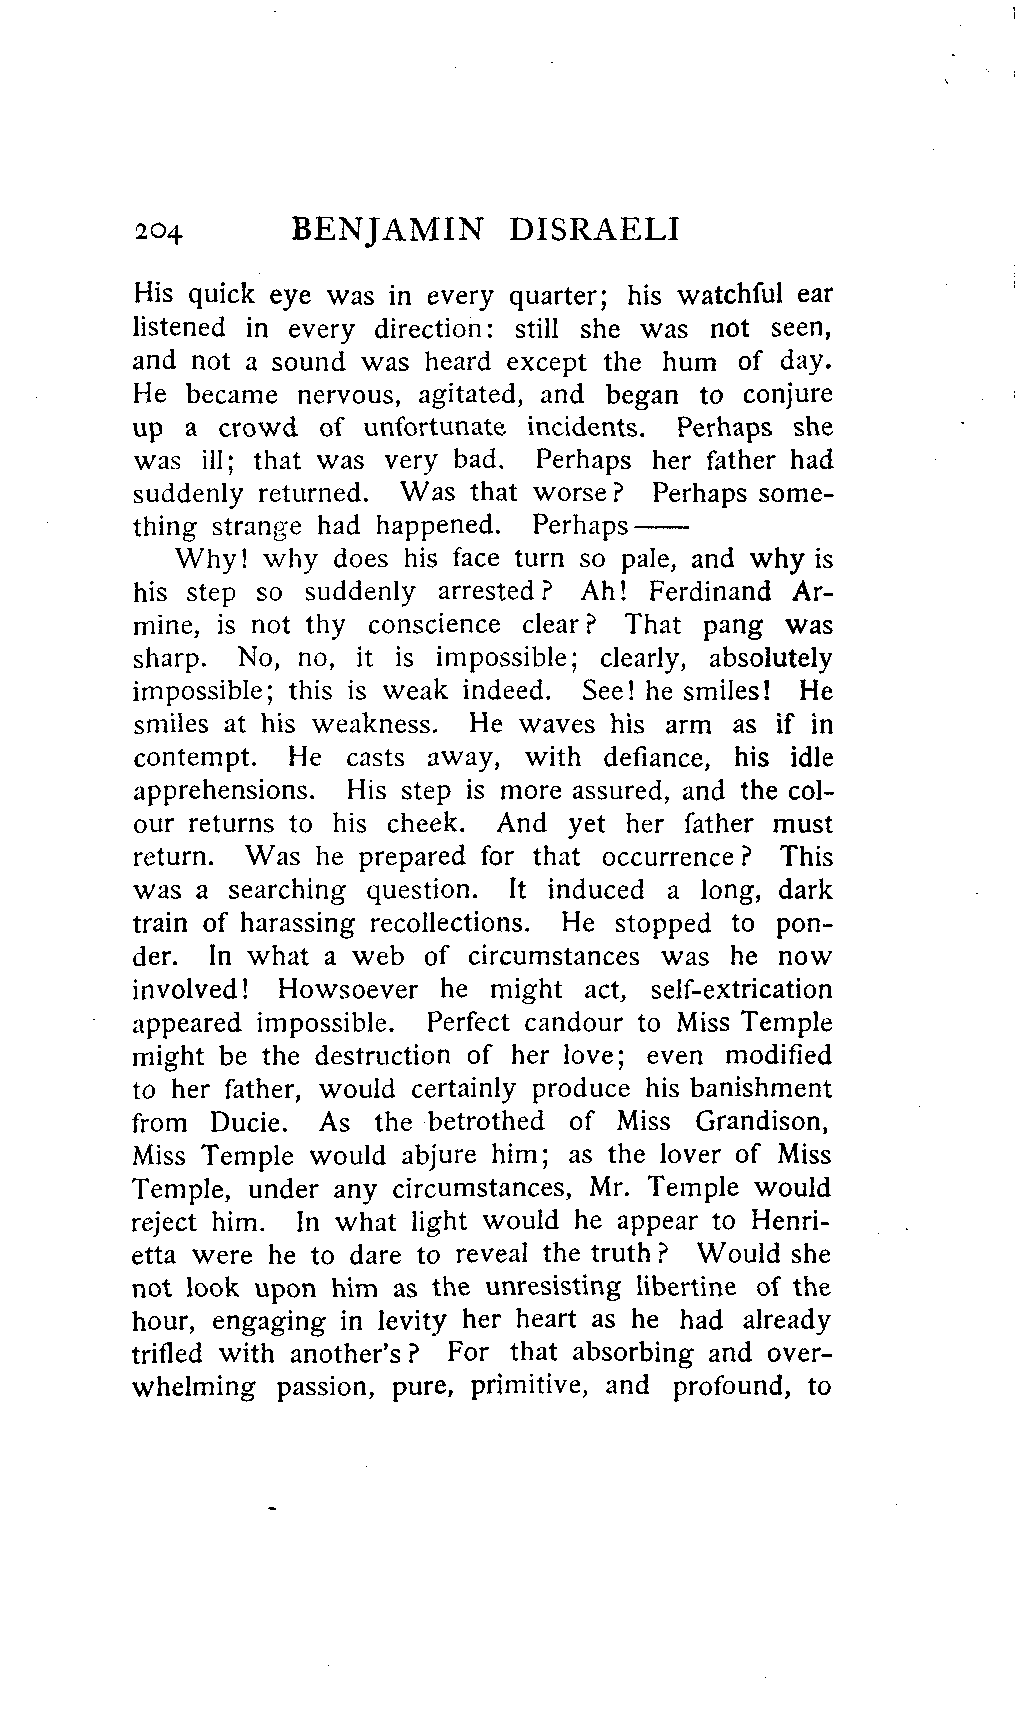 204 BENJAMIN DISRAELI
His quick eye was in every quarter; his watchful ear
listened in every direction: still she was not seen,
and not a sound was heard except the hum of day.
He became nervous, agitated, and began to conjure
up a crowd of unfortunate incidents. Perhaps she
was ill; that was very bad. Perhaps her father had
suddenly returned. Was that worse? Perhaps some-
thing strange had happened. Perhaps——
Why! why does his face turn so pale, and why is
his step so suddenly arrested? Ah! Ferdinand Ar-
mine, is not thy conscience clear? That pang was
sharp. No, no, it is impossible; clearly, absolutely
impossible; this is weak indeed. See! he smiles! He
smiles at his weakness. He waves his arm as if in
contempt. He casts away, with defiance, his idle
apprehensions. His step is more assured, and the col-
our returns to his cheek. And yet her father must
return. Was he prepared for that occurrence? This
was a searching question. It induced a long, dark
train of harassing recollections. He stopped to pon-
der. In what a web of circumstances was he now
involved! Howsoever he might act, self-extrication
appeared impossible. Perfect candour to Miss Temple
might be the destruction of her love; even modified
to her father, would certainly produce his banishment
from Ducie. As the betrothed of Miss Grandison,
Miss Temple would abjure him; as the lover of Miss
Temple, under any circumstances, Mr. Temple would
reject him. In what light would he appear to Henri-
etta were he to dare to reveal the truth? Would she
not look upon him as the unresisting libertine of the
hour, engaging in levity her heart as he had already
trifled with another's? For that absorbing and over-
whelming passion, pure, primitive, and profound, to